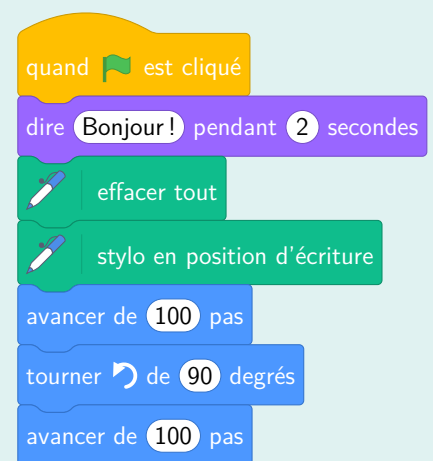 quand est cliqué
dire Bonjour ! pendant 2 secondes
effacer tout
stylo en position d'écriture
avancer de 100 pas
tourner de 90 degrés
avancer de 100 pas